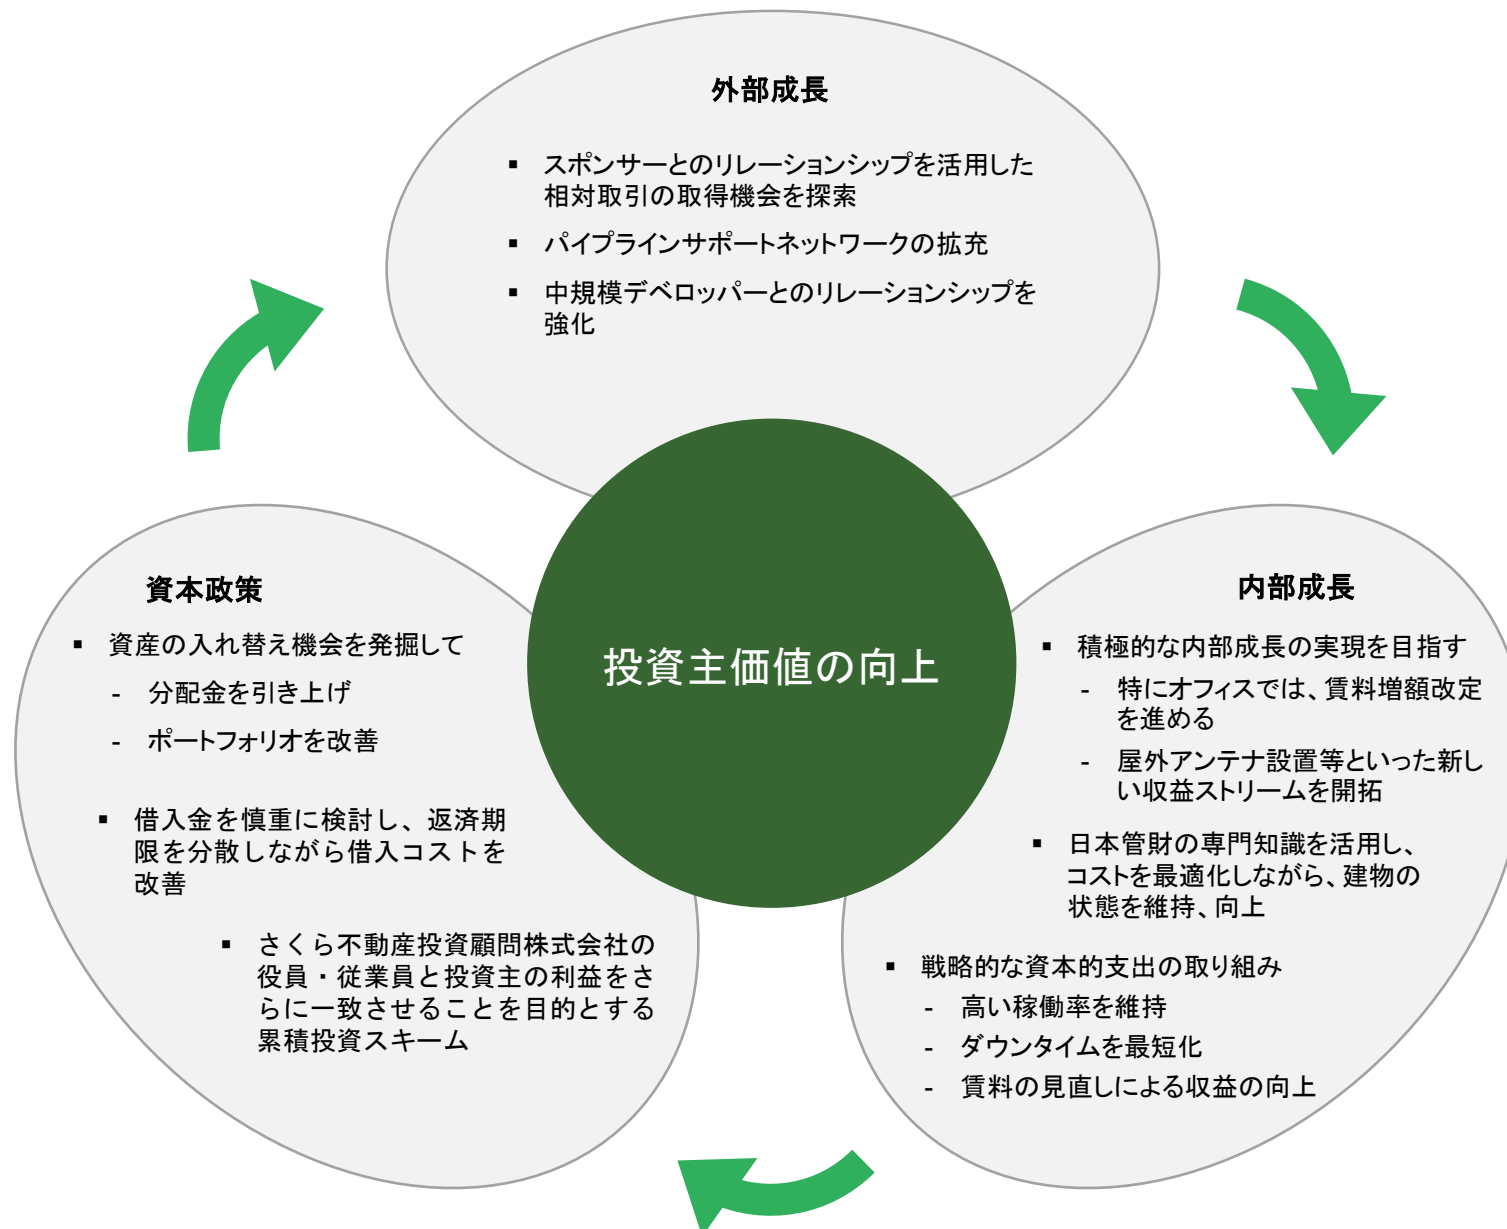 外部成長
▪ スポンサーとのリレーションシップを活用した
相対取引の取得機会を探索
▪ パイプラインサポートネットワークの拡充
▪ 中規模デベロッパーとのリレーションシップを
強化
投資主価値の向上
資本政策
▪ 資産の入れ替え機会を発掘して
- 分配金を引き上げ
- ポートフォリオを改善
▪ 借入金を慎重に検討し、返済期
限を分散しながら借入コストを
改善
▪ さくら不動産投資顧問株式会社の
役員・従業員と投資主の利益をさ
らに一致させることを目的とする
累積投資スキーム
内部成長
▪ 積極的な内部成長の実現を目指す
- 特にオフィスでは、賃料増額改定
を進める
- 屋外アンテナ設置等といった新し
い収益ストリームを開拓
▪ 日本管財の専門知識を活用し、
コストを最適化しながら、建物の
状態を維持、向上
▪ 戦略的な資本的支出の取り組み
- 高い稼働率を維持
- ダウンタイムを最短化
- 賃料の見直しによる収益の向上